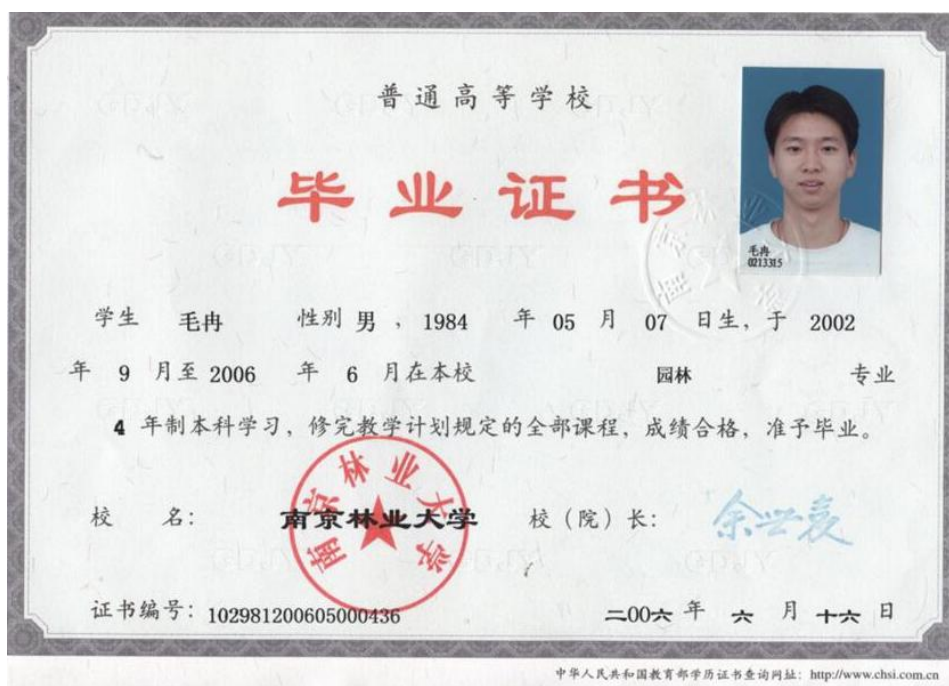 普通高等学校
毕业证书
毛冉
0213315
学生 毛冉 性别 男 ，1984 年 05 月 07 日生，于 2002
年 9 月至 2006 年 6 月在本校 园林 专业
4 年制本科学习，修完教学计划规定的全部课程，成绩合格，准予毕业。
南京林业大学
校 名： 南京林业大学 校（院）长：
证书编号：102981200605000436 二00六 年 六 月 十六 日
中华人民共和国教育部学历证书查询网址：http://www.chsi.com.cn